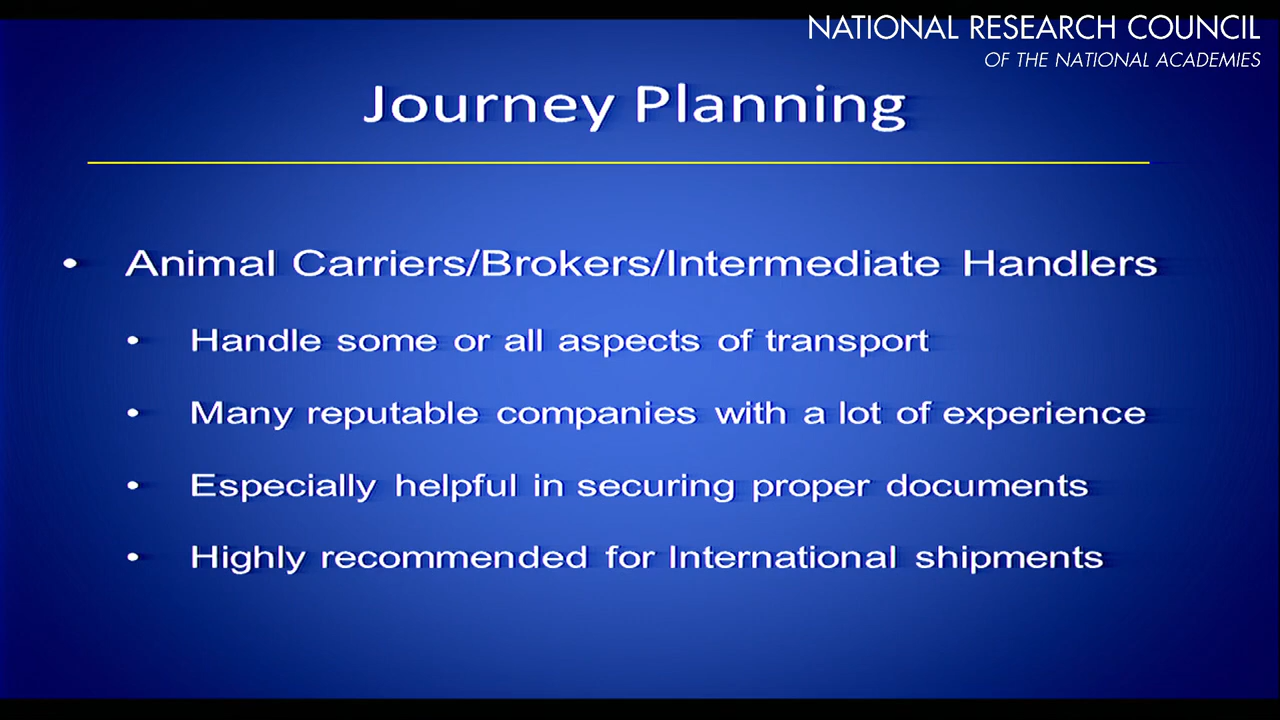 NATIONAL RESEARCH COUNCIL
OF THE NATIONAL ACADEMIES
Journey Planning
• Animal Carriers/Brokers/Intermediate Handlers
• Handle some or all aspects of transport
• Many reputable companies with a lot of experience
• Especially helpful in securing proper documents
• Highly recommended for International shipments